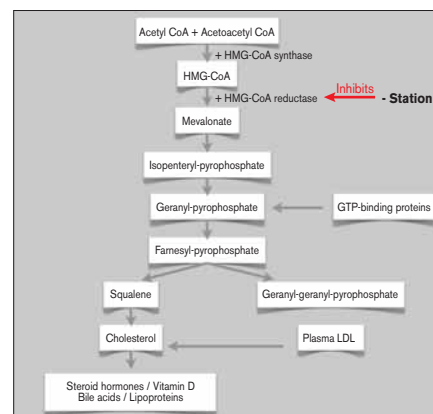 Acetyl CoA + Acetoacetyl CoA
+ HMG-CoA synthase
HMG-CoA
+ HMG-CoA reductase
Inhibits
- Station
Mevalonate
Isopenteryl-pyrophosphate
Geranyl-pyrophosphate
GTP-binding proteins
Famesyl-pyrophosphate
Squalene
Geranyl-geranyl-pyrophosphate
Cholesterol
Plasma LDL
Steroid hormones / Vitamin D
Bile acids / Lipoproteins